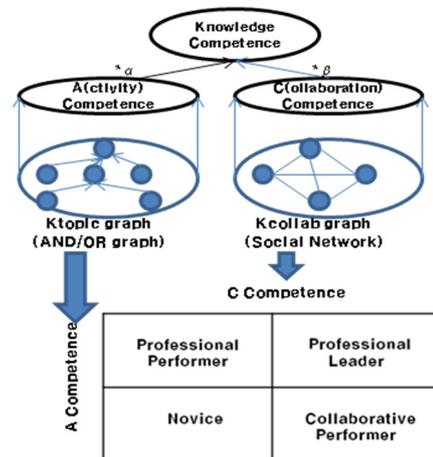 Knowledge
Competence
* α
* β
A(ctivity)
Competence
C(ollaboration)
Competence
Ktopic graph
(AND/OR graph)
Kcollab graph
(Social Network)
C Competence
A Competence
Professional
Performer
Professional
Leader
Novice
Collaborative
Performer